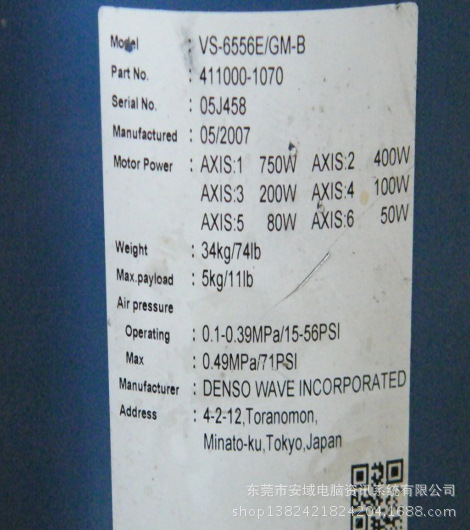 Model : VS-6556E/GM-B
Part No. : 411000-1070
Serial No. : 05J458
Manufactured : 05/2007
Motor Power : AXIS:1 750W AXIS:2 400W
AXIS:3 200W AXIS:4 100W
AXIS:5 80W AXIS:6 50W
Weight : 34kg/74lb
Max.payload : 5kg/11lb
Air pressure
Operating : 0.1-0.39MPa/15-56PSI
Max : 0.49MPa/71PSI
Manufacturer : DENSO WAVE INCORPORATED
Address : 4-2-12,Toranomon,
Minato-ku,Tokyo,Japan
东莞市安域电脑资讯系统有限公司
shop1382421824204.1688.com